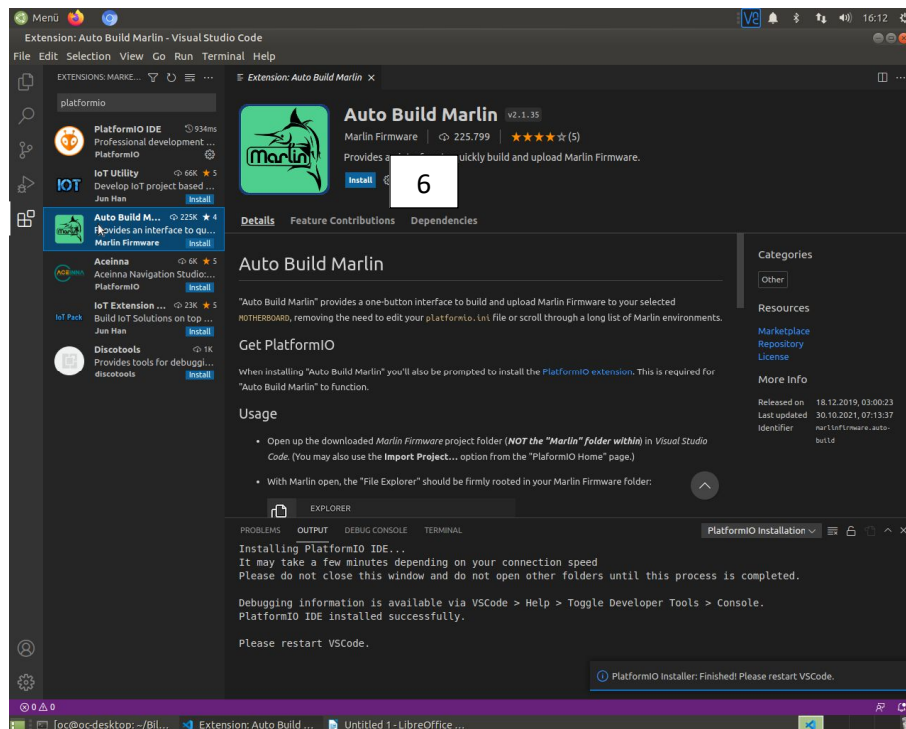 Menü
16:12
Extension: Auto Build Marlin - Visual Studio Code
File Edit Selection View Go Run Terminal Help
EXTENSIONS: MARKE...
platformio
PlatformIO IDE 934ms
Professional development ...
PlatformIO
IoT Utility 66K ★ 5
Develop IoT project based ...
Jun Han Install
Auto Build M... 225K ★ 4
Provides an interface to qu...
Marlin Firmware Install
Aceinna 6K ★ 5
Aceinna Navigation Studio:...
PlatformIO Install
IoT Extension ... 23K ★ 5
Build IoT Solutions on top ...
Jun Han Install
Discotools 1K
Provides tools for debuggi...
discotools Install
IOT
Marlin
IoT Pack
Extension: Auto Build Marlin ×
Marlin
Auto Build Marlin v2.1.35
Marlin Firmware 225.799 ★★★★☆(5)
Provides uickly build and upload Marlin Firmware.
Install
6
Details Feature Contributions Dependencies
Auto Build Marlin
"Auto Build Marlin" provides a one-button interface to build and upload Marlin Firmware to your selected
MOTHERBOARD, removing the need to edit your platformio.ini file or scroll through a long list of Marlin environments.
Get PlatformIO
When installing "Auto Build Marlin" you'll also be prompted to install the PlatformIO extension. This is required for
"Auto Build Marlin" to function.
Usage
• Open up the downloaded Marlin Firmware project folder (NOT the "Marlin" folder within) in Visual Studio
Code. (You may also use the Import Project... option from the "PlaformIO Home" page.)
• With Marlin open, the "File Explorer" should be firmly rooted in your Marlin Firmware folder:
EXPLORER
Categories
Other
Resources
Marketplace
Repository
License
More Info
Released on 18.12.2019, 03:00:23
Last updated 30.10.2021, 07:13:37
Identifier marlinfirmware.auto-
build
PROBLEMS OUTPUT DEBUG CONSOLE TERMINAL
PlatformIO Installation
Installing PlatformIO IDE...
It may take a few minutes depending on your connection speed
Please do not close this window and do not open other folders until this process is completed.
Debugging information is available via VSCode > Help > Toggle Developer Tools > Console.
PlatformIO IDE installed successfully.
Please restart VSCode.
PlatformIO Installer: Finished! Please restart VSCode.
0 0
[oc@oc-desktop: ~/Bil... Extension: Auto Build ... Untitled 1 - LibreOffice ...